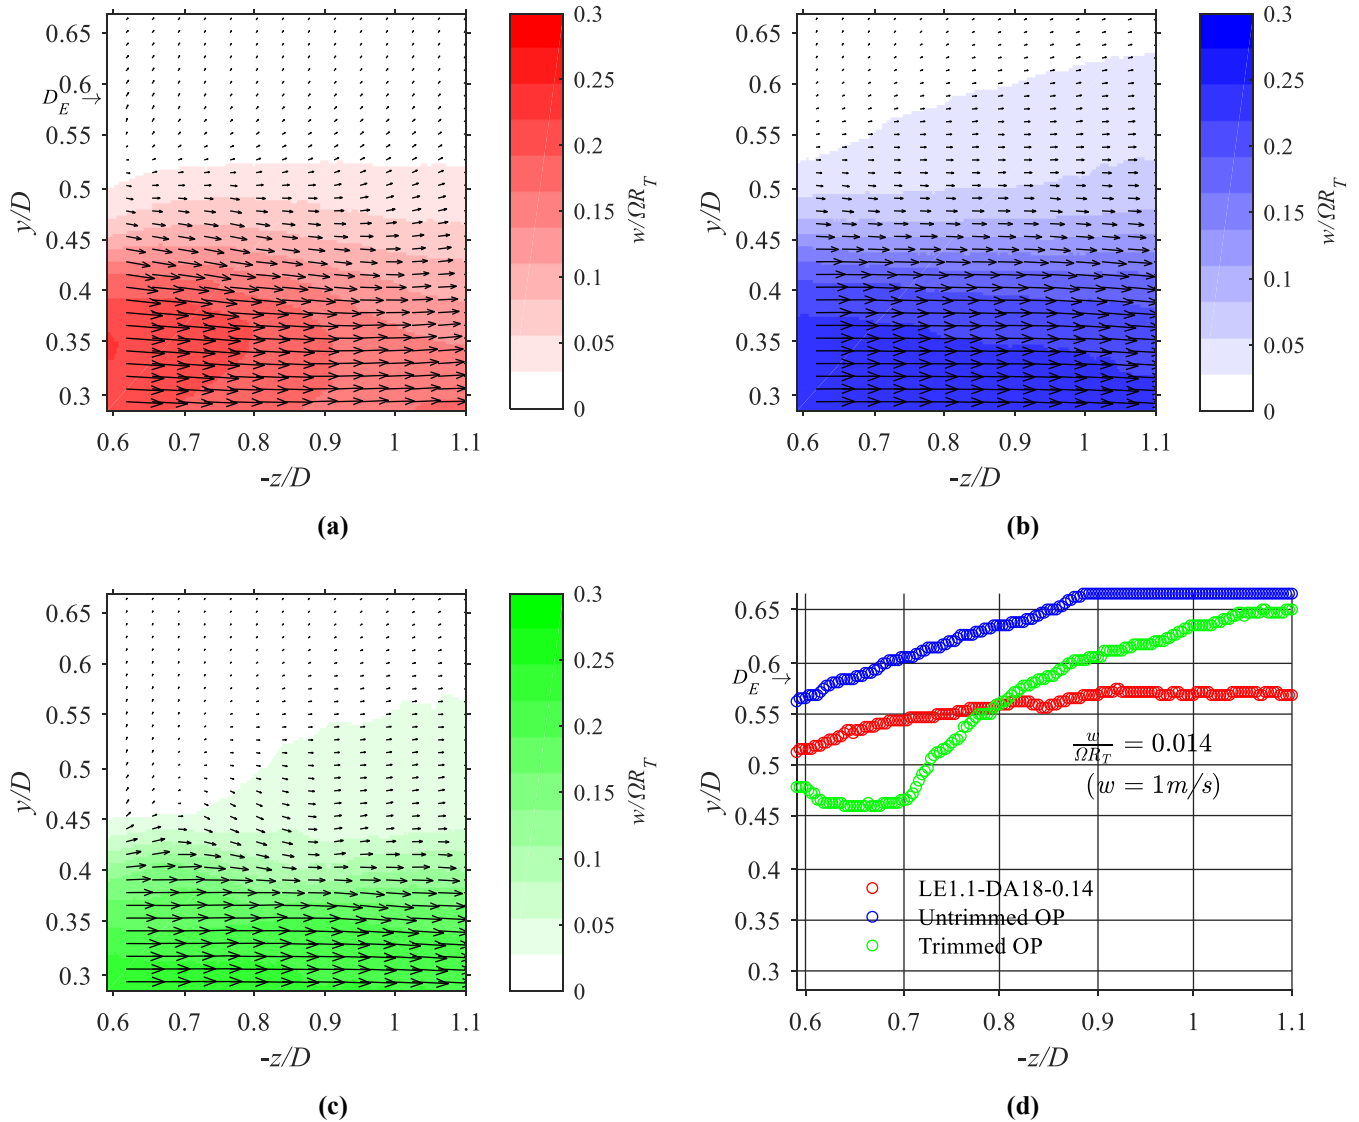 0.65
0.6
D_E →
0.55
0.5
0.45
0.4
0.35
0.3
y/D
0.6 0.7 0.8 0.9 1 1.1
-z/D
0.3
0.25
0.2
0.15
0.1
0.05
0
w/ΩR_T
(a)
0.65
0.6
0.55
0.5
0.45
0.4
0.35
0.3
y/D
0.6 0.7 0.8 0.9 1 1.1
-z/D
0.3
0.25
0.2
0.15
0.1
0.05
0
w/ΩR_T
(b)
0.65
0.6
0.55
0.5
0.45
0.4
0.35
0.3
y/D
0.6 0.7 0.8 0.9 1 1.1
-z/D
0.3
0.25
0.2
0.15
0.1
0.05
0
w/ΩR_T
(c)
0.65
0.6
D_E →
0.55
0.5
0.45
0.4
0.35
0.3
y/D
w/ΩR_T = 0.014
(w = 1m/s)
LE1.1-DA18-0.14
Untrimmed OP
Trimmed OP
0.6 0.7 0.8 0.9 1 1.1
-z/D
(d)